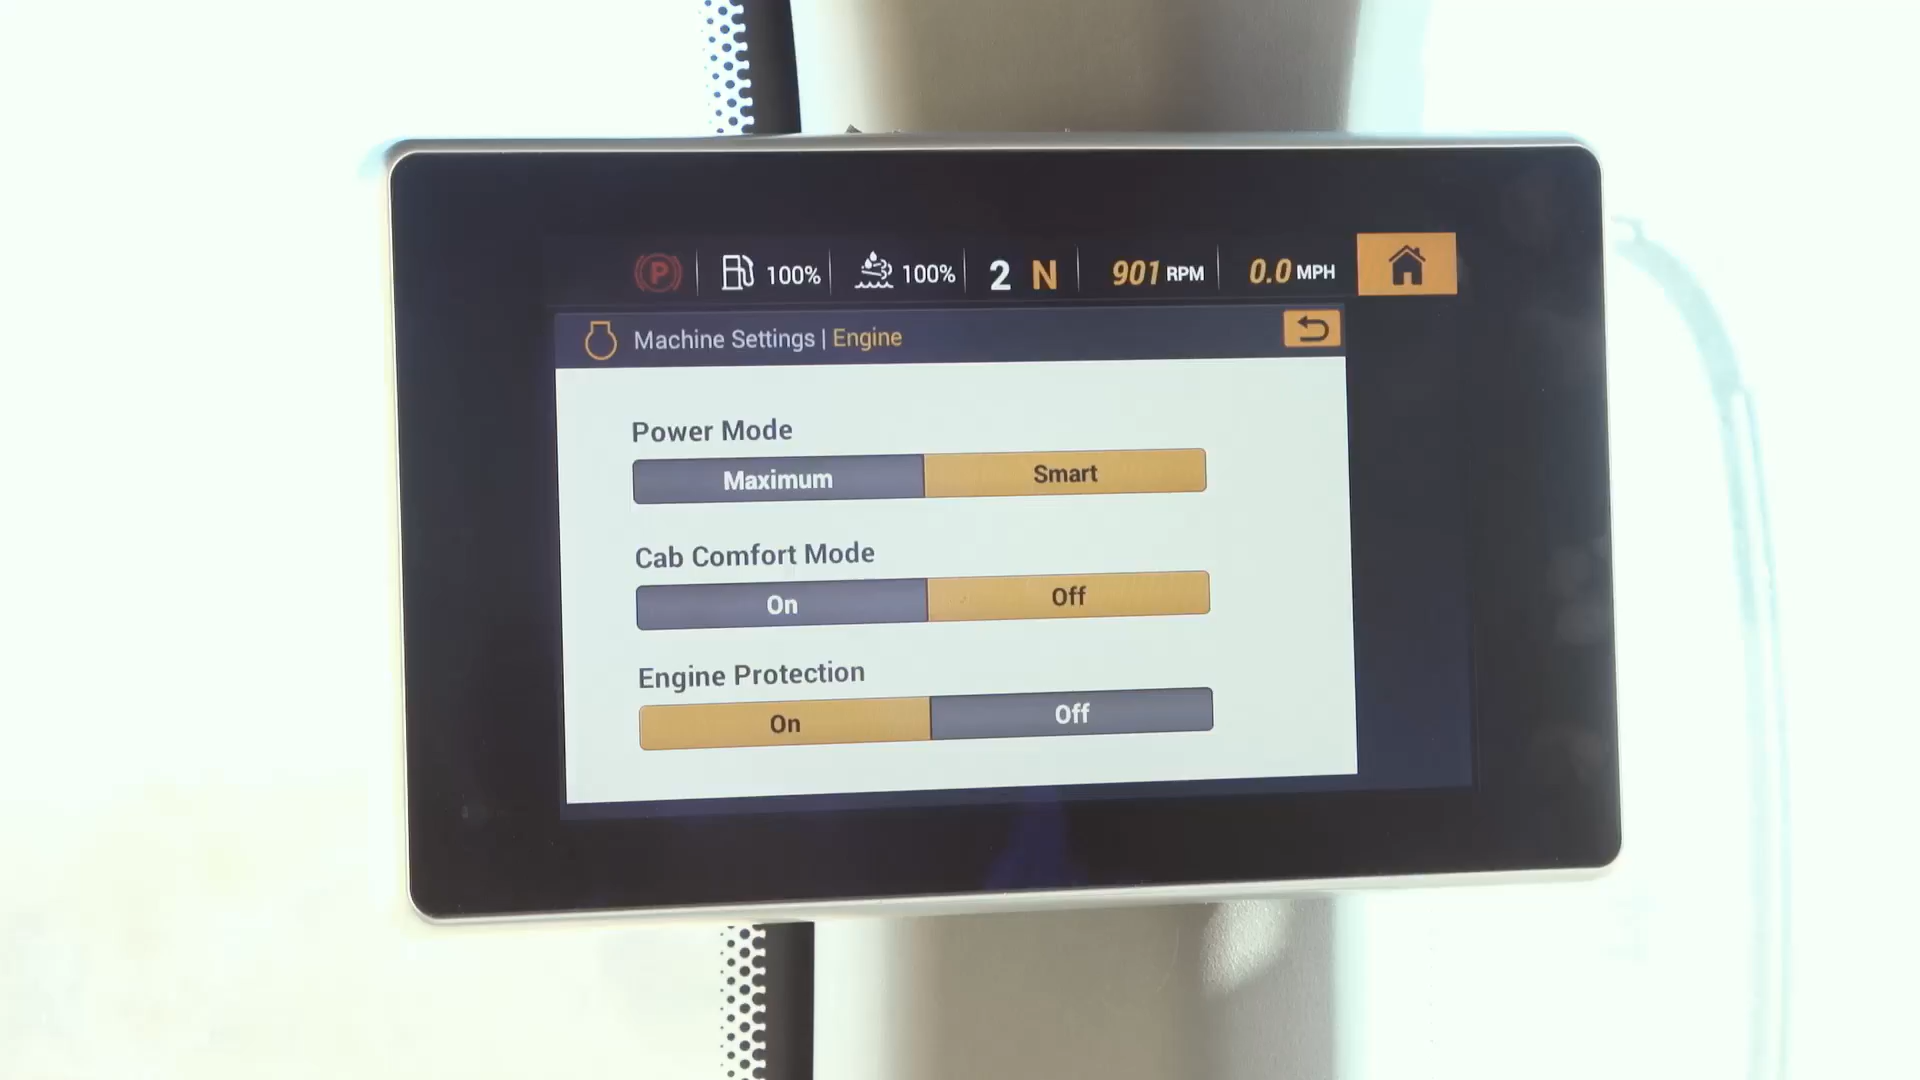 P 100% 100% 2 N 901 RPM 0.0 MPH
Machine Settings | Engine
Power Mode
Maximum Smart
Cab Comfort Mode
On Off
Engine Protection
On Off